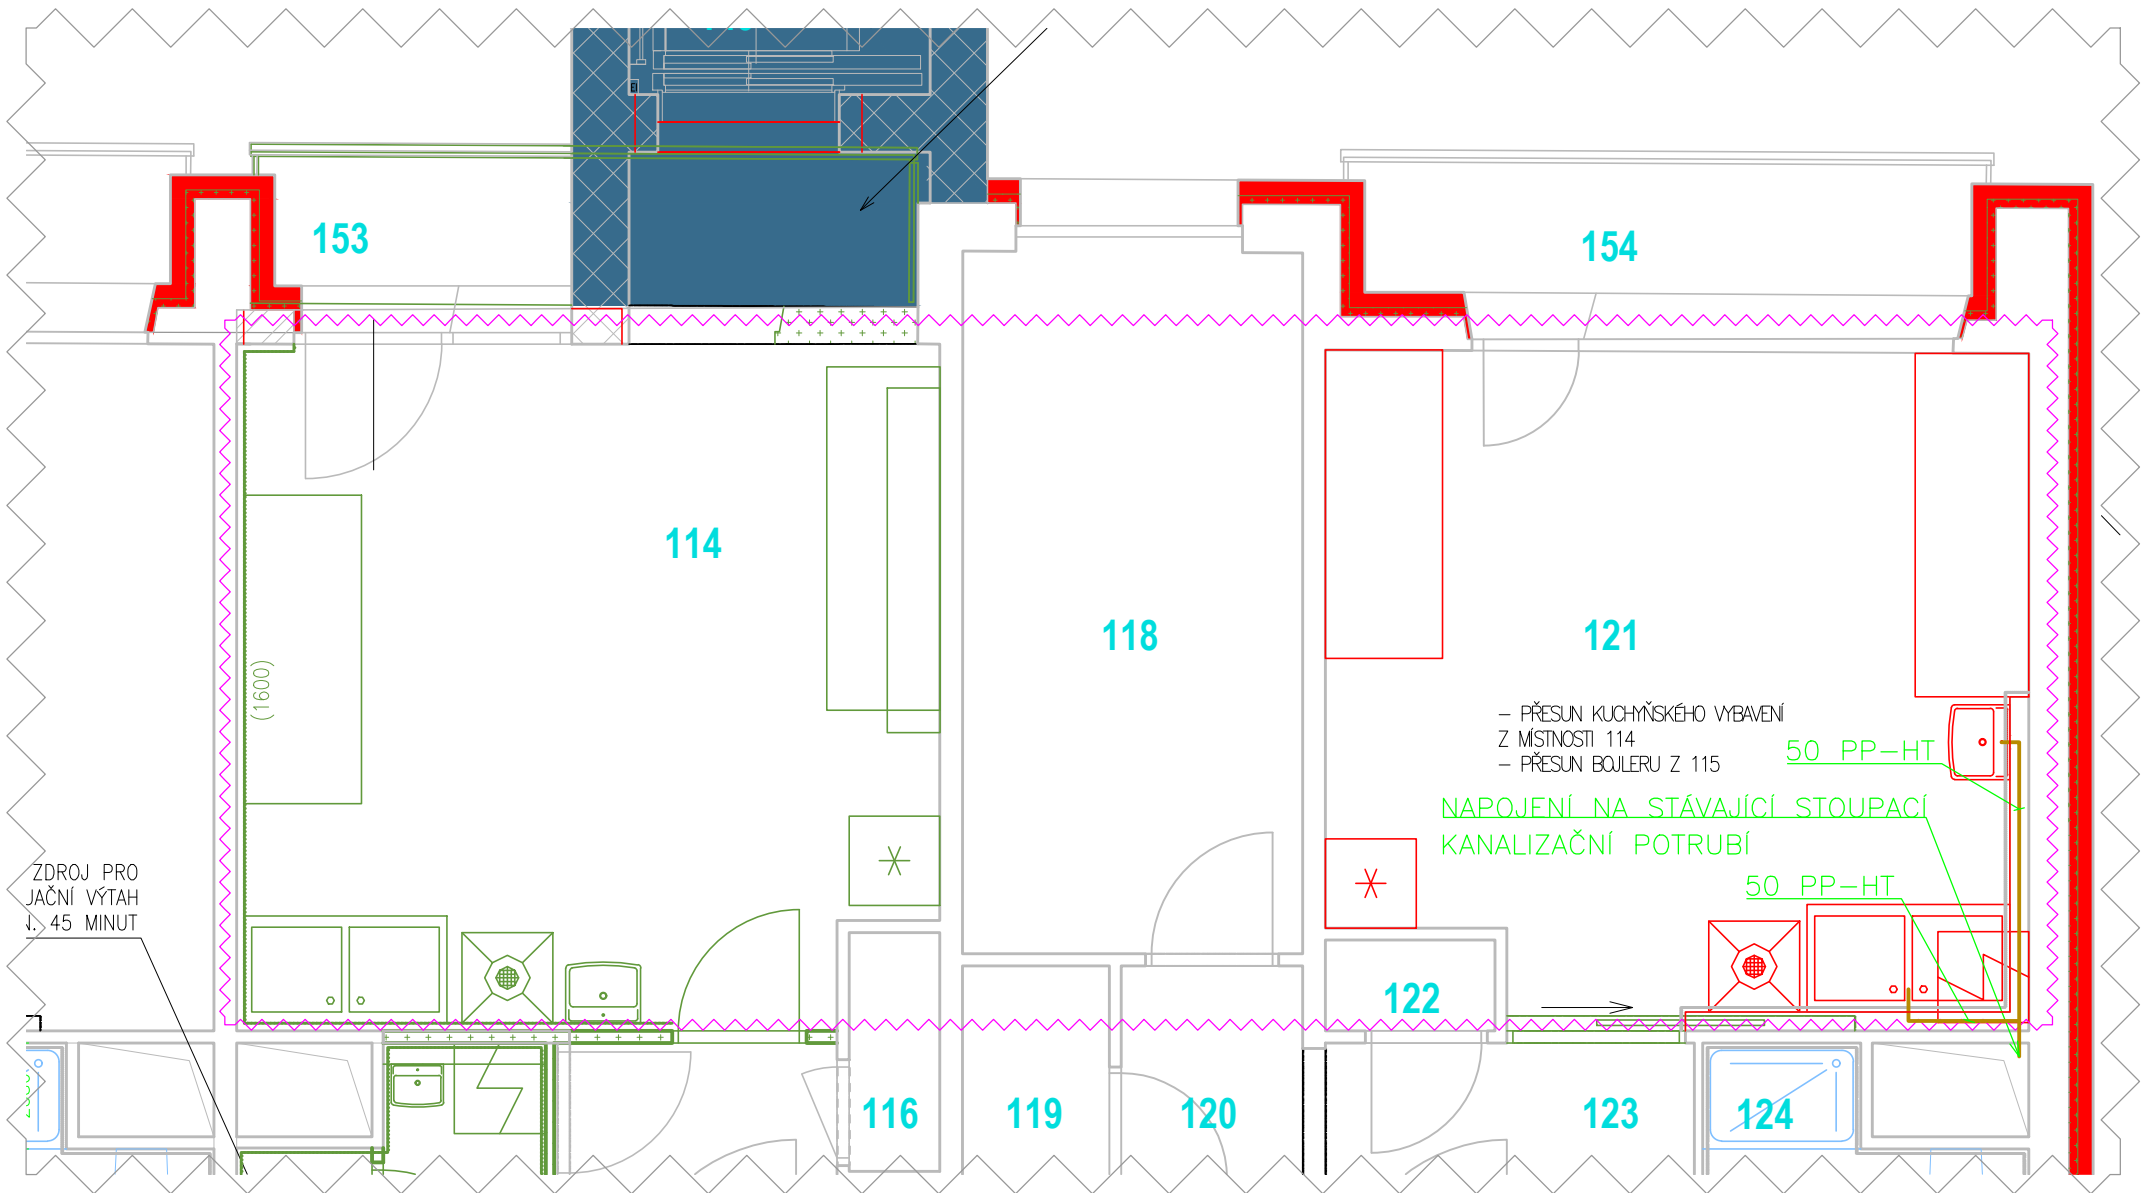 153
154
114
118
121
(1600)
– PŘESUN KUCHYŇSKÉHO VYBAVENÍ
Z MÍSTNOSTI 114
– PŘESUN BOJLERU Z 115
50 PP–HT
NAPOJENÍ NA STÁVAJÍCÍ STOUPACÍ
KANALIZAČNÍ POTRUBÍ
50 PP–HT
ZDROJ PRO
VÝTAH
45 MINUT
122
116
119
120
123
124